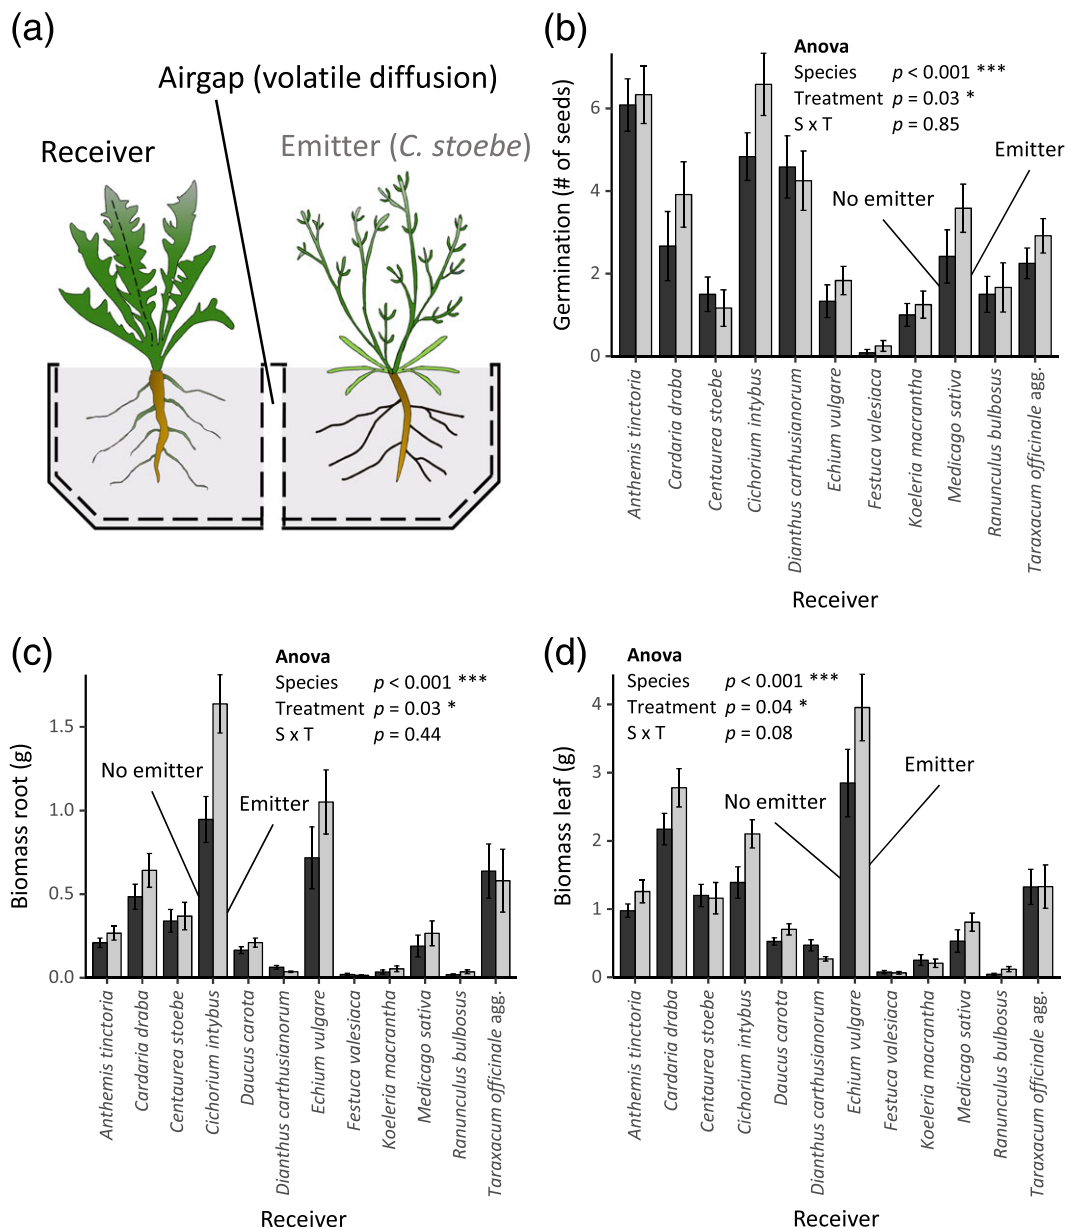 (a)
Airgap (volatile diffusion)
Receiver
Emitter (C. stoebe)
(b)
Anova
Species p < 0.001 ***
Treatment p = 0.03 *
S x T p = 0.85
No emitter
Emitter
Germination (# of seeds)
6
4
2
0
Anthemis tinctoria
Cardaria draba
Centaurea stoebe
Cichorium intybus
Dianthus carthusianorum
Echium vulgare
Festuca valesiaca
Koeleria macrantha
Medicago sativa
Ranunculus bulbosus
Taraxacum officinale agg.
Receiver
(c)
Anova
Species p < 0.001 ***
Treatment p = 0.03 *
S x T p = 0.44
No emitter
Emitter
Biomass root (g)
1.5
1.0
0.5
0.0
Anthemis tinctoria
Cardaria draba
Centaurea stoebe
Cichorium intybus
Daucus carota
Dianthus carthusianorum
Echium vulgare
Festuca valesiaca
Koeleria macrantha
Medicago sativa
Ranunculus bulbosus
Taraxacum officinale agg.
Receiver
(d)
Anova
Species p < 0.001 ***
Treatment p = 0.04 *
S x T p = 0.08
No emitter
Emitter
Biomass leaf (g)
4
3
2
1
0
Anthemis tinctoria
Cardaria draba
Centaurea stoebe
Cichorium intybus
Daucus carota
Dianthus carthusianorum
Echium vulgare
Festuca valesiaca
Koeleria macrantha
Medicago sativa
Ranunculus bulbosus
Taraxacum officinale agg.
Receiver